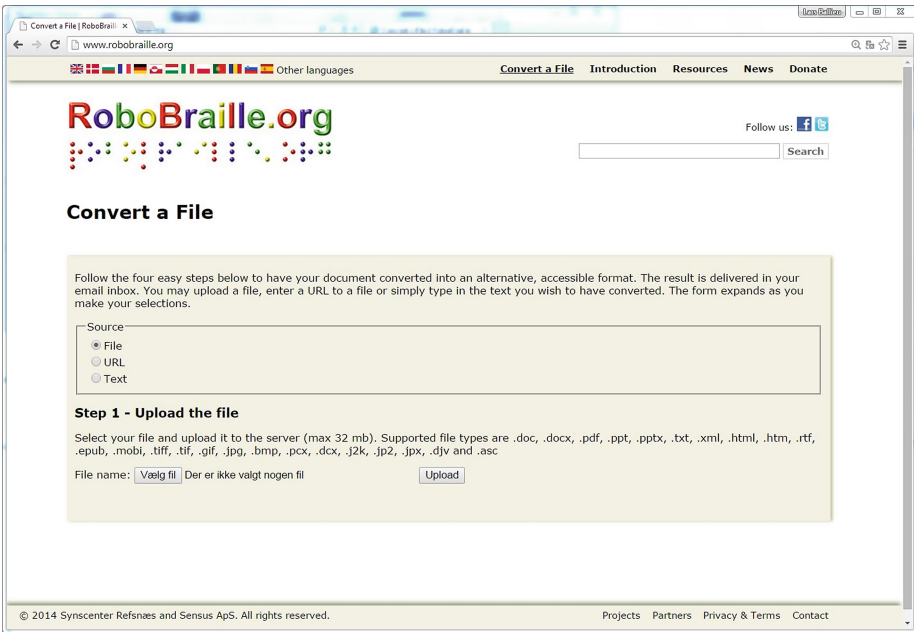 Lars Ballieu
Convert a File | RoboBraill ×
www.robobraille.org
Other languages
Convert a File Introduction Resources News Donate
RoboBraille.org
Follow us:
Search
Convert a File
Follow the four easy steps below to have your document converted into an alternative, accessible format. The result is delivered in your
email inbox. You may upload a file, enter a URL to a file or simply type in the text you wish to have converted. The form expands as you
make your selections.
Source
File
URL
Text
Step 1 - Upload the file
Select your file and upload it to the server (max 32 mb). Supported file types are .doc, .docx, .pdf, .ppt, .pptx, .txt, .xml, .html, .htm, .rtf,
.epub, .mobi, .tiff, .tif, .gif, .jpg, .bmp, .pcx, .dcx, .j2k, .jp2, .jpx, .djv and .asc
File name: Vælg fil Der er ikke valgt nogen fil Upload
© 2014 Synscenter Refsnæs and Sensus ApS. All rights reserved.
Projects Partners Privacy & Terms Contact